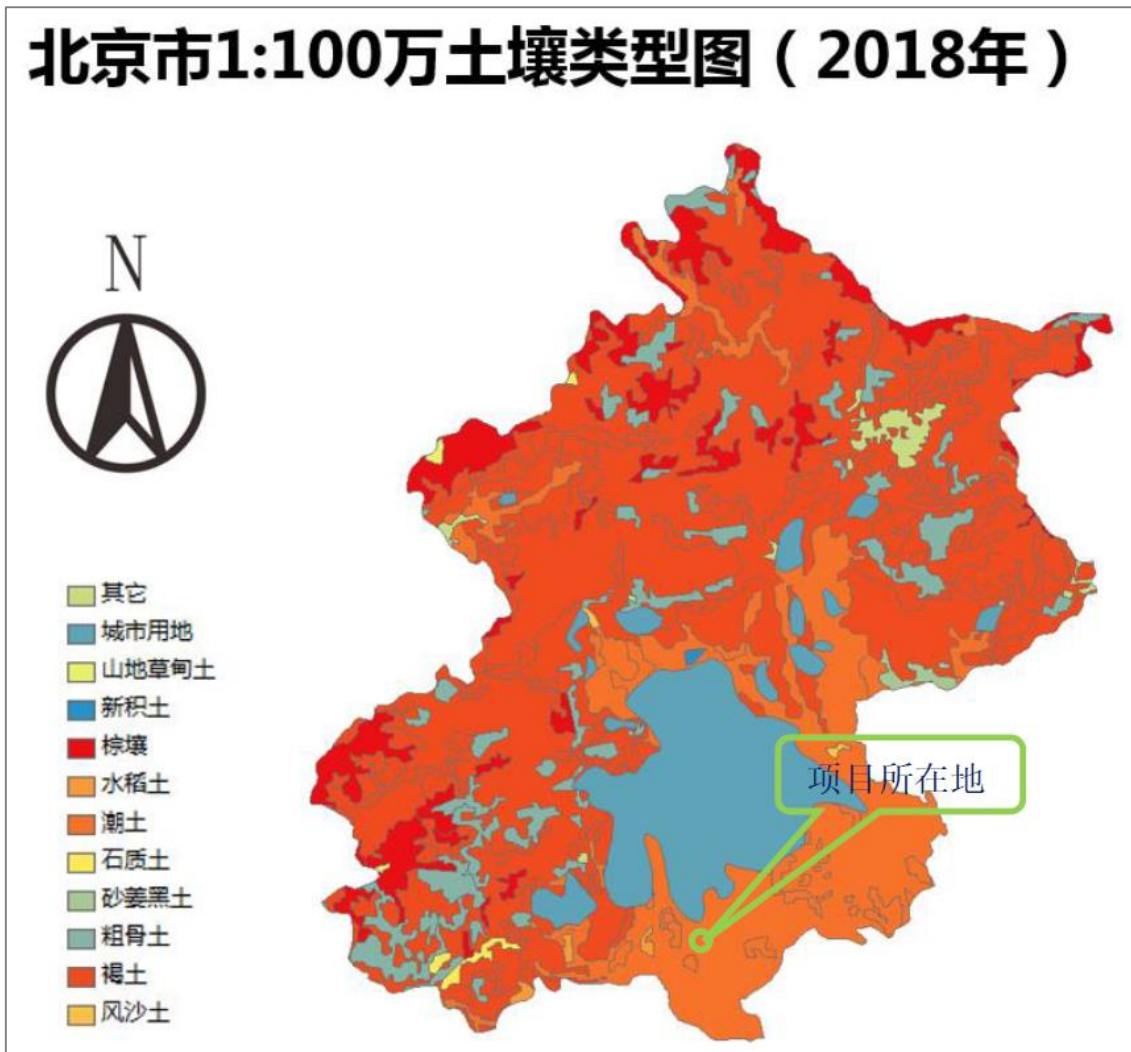 北京市1:100万土壤类型图（2018年）
N
其它
城市用地
山地草甸土
新积土
棕壤
水稻土
潮土
石质土
砂姜黑土
粗骨土
褐土
风沙土
项目所在地